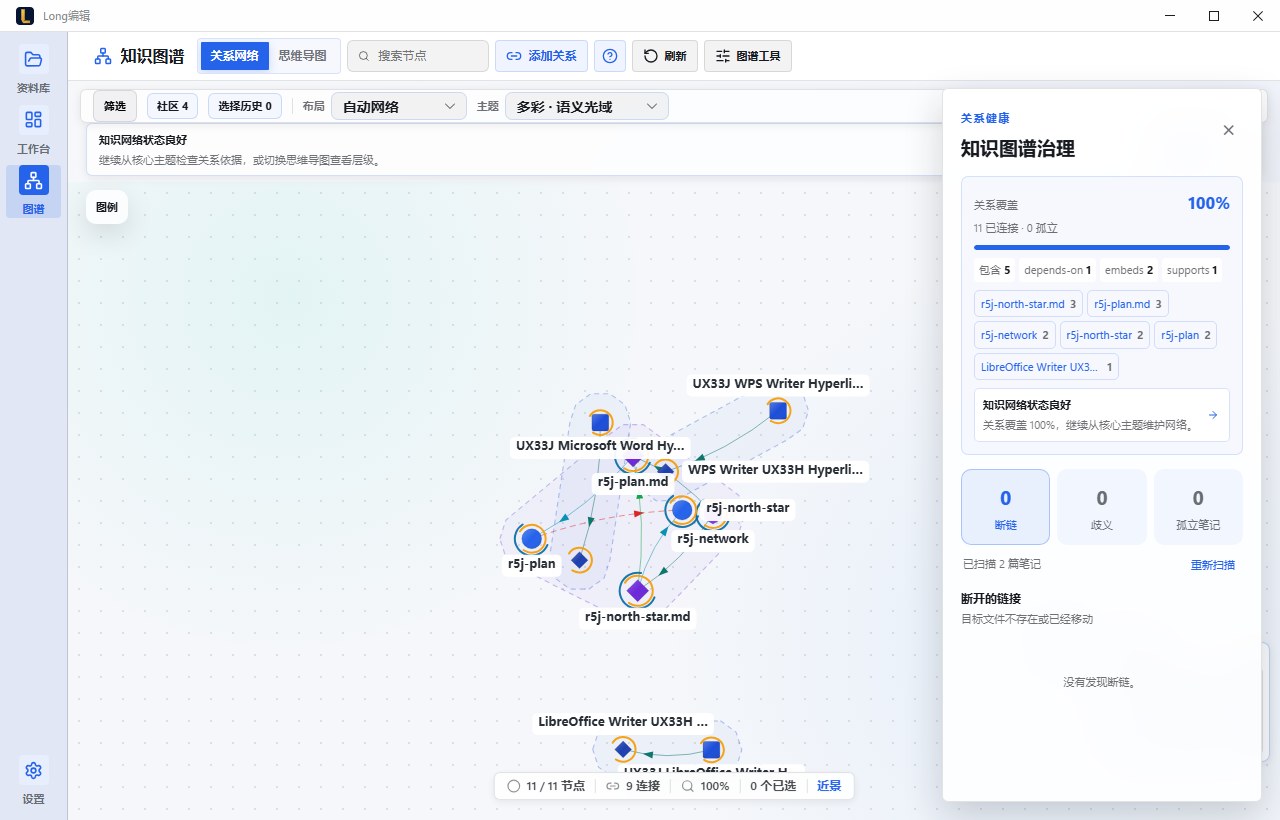 Long编辑
资料库
工作台
图谱
设置
知识图谱
关系网络
思维导图
搜索节点
添加关系
刷新
图谱工具
筛选
社区 4
选择历史 0
布局
自动网络
主题
多彩 · 语义光域
知识网络状态良好
继续从核心主题检查关系依据，或切换思维导图查看层级。
图例
UX33J WPS Writer Hyperli...
UX33J Microsoft Word Hy...
WPS Writer UX33H Hyperli...
r5j-plan.md
r5j-north-star
r5j-network
r5j-plan
r5j-north-star.md
LibreOffice Writer UX33H ...
UX33J LibreOffice Writer H...
11 / 11 节点
9 连接
100%
0 个已选
近景
关系健康
知识图谱治理
关系覆盖
100%
11 已连接 · 0 孤立
包含 5
depends-on 1
embeds 2
supports 1
r5j-north-star.md 3
r5j-plan.md 3
r5j-network 2
r5j-north-star 2
r5j-plan 2
LibreOffice Writer UX3... 1
知识网络状态良好
关系覆盖 100%，继续从核心主题维护网络。
0
断链
0
歧义
0
孤立笔记
已扫描 2 篇笔记
重新扫描
断开的链接
目标文件不存在或已经移动
没有发现断链。